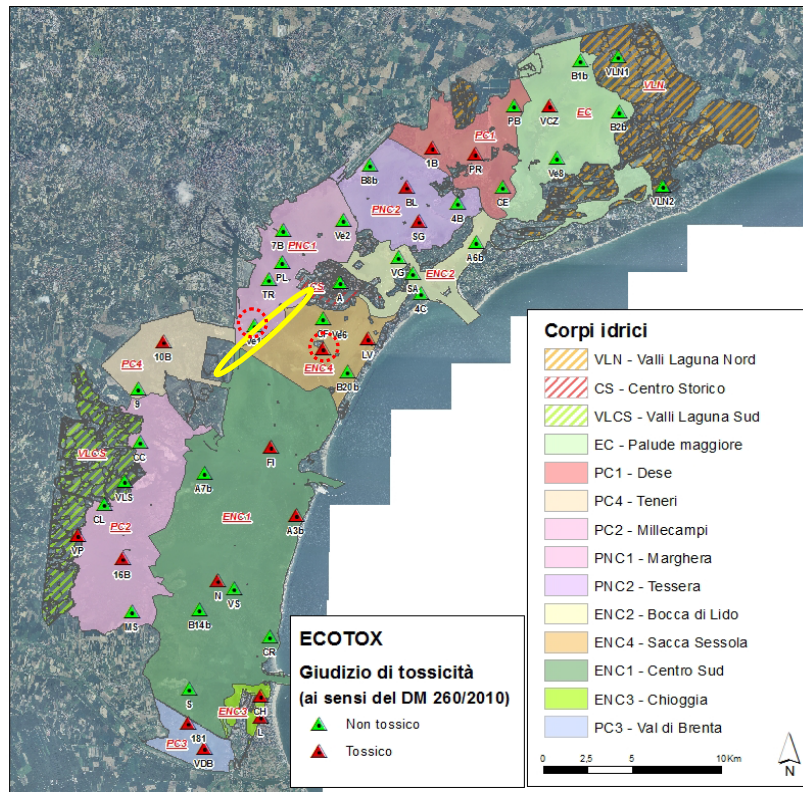 B1b
VLN1
VLN
PB
VCZ
EC
B2b
PC1
1B
PR
B8b
Ve8
BL
CE
VLN2
PNC2
4B
Ve2
SG
7B
PNC1
A6b
VG
ENC2
PL
CS
SA
TR
A
4C
Ve1
CF
Ve6
LV
10B
PC4
ENC4
B20b
9
CC
VLCS
FI
A7b
VLS
CL
ENC1
A3b
PC2
VP
16B
N
VS
B14b
MS
CR
S
ENC3
CH
L
181
PC3
VDB
Corpi idrici
VLN - Valli Laguna Nord
CS - Centro Storico
VLCS - Valli Laguna Sud
EC - Palude maggiore
PC1 - Dese
PC4 - Teneri
PC2 - Millecampi
PNC1 - Marghera
PNC2 - Tessera
ENC2 - Bocca di Lido
ENC4 - Sacca Sessola
ENC1 - Centro Sud
ENC3 - Chioggia
PC3 - Val di Brenta
0 2,5 5 10Km
N
ECOTOX
Giudizio di tossicità
(ai sensi del DM 260/2010)
Non tossico
Tossico